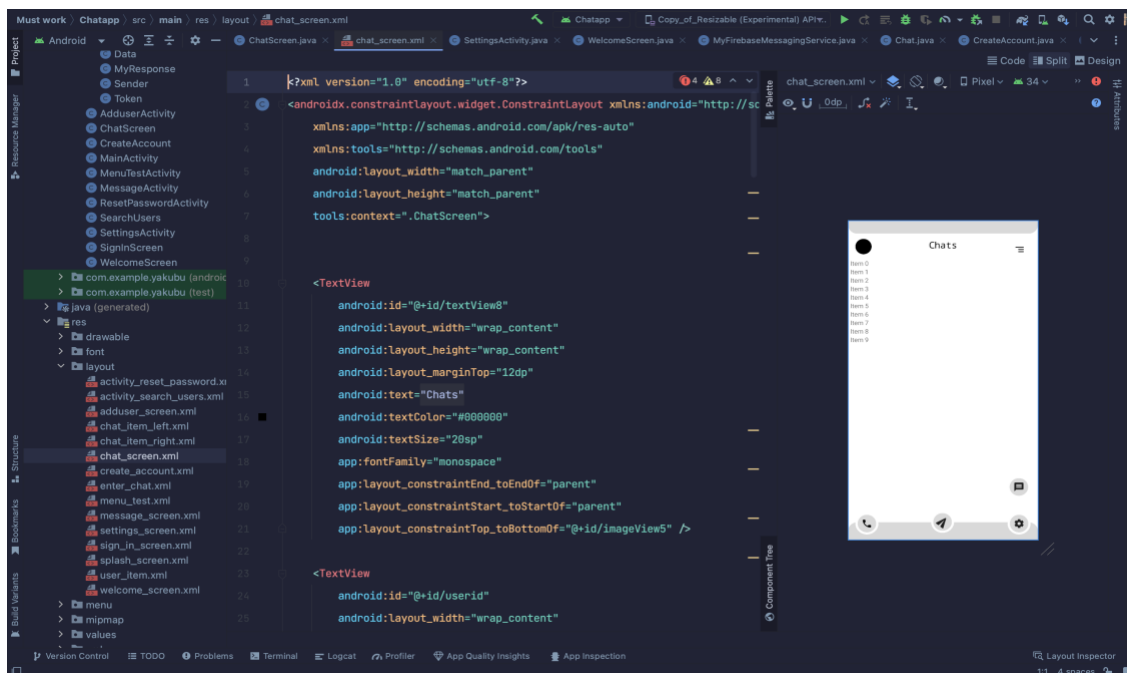 Must work Chatapp src main res layout chat_screen.xml
Chatapp Copy_of_Resizable (Experimental) API
Android
ChatScreen.java chat_screen.xml SettingsActivity.java WelcomeScreen.java MyFirebaseMessagingService.java Chat.java CreateAccount.java
Code Split Design
Project
Resource Manager
Structure
Bookmarks
Build Variants
Data
MyResponse
Sender
Token
AdduserActivity
ChatScreen
CreateAccount
MainActivity
MenuTestActivity
MessageActivity
ResetPasswordActivity
SearchUsers
SettingsActivity
SignInScreen
WelcomeScreen
com.example.yakubu (androic
com.example.yakubu (test)
java (generated)
res
drawable
font
layout
activity_reset_password.x
activity_search_users.xml
adduser_screen.xml
chat_item_left.xml
chat_item_right.xml
chat_screen.xml
create_account.xml
enter_chat.xml
menu_test.xml
message_screen.xml
settings_screen.xml
sign_in_screen.xml
splash_screen.xml
user_item.xml
welcome_screen.xml
menu
mipmap
values
1 <?xml version="1.0" encoding="utf-8"?>
4 8
2 <androidx.constraintlayout.widget.ConstraintLayout xmlns:android="http://sc
3 xmlns:app="http://schemas.android.com/apk/res-auto"
4 xmlns:tools="http://schemas.android.com/tools"
5 android:layout_width="match_parent"
6 android:layout_height="match_parent"
7 tools:context=".ChatScreen">
8
9
10 <TextView
11 android:id="@+id/textView8"
12 android:layout_width="wrap_content"
13 android:layout_height="wrap_content"
14 android:layout_marginTop="12dp"
15 android:text="Chats"
16 android:textColor="#000000"
17 android:textSize="20sp"
18 app:fontFamily="monospace"
19 app:layout_constraintEnd_toEndOf="parent"
20 app:layout_constraintStart_toStartOf="parent"
21 app:layout_constraintTop_toBottomOf="@+id/imageView5" />
22
23 <TextView
24 android:id="@+id/userid"
25 android:layout_width="wrap_content"
Palette
Component Tree
chat_screen.xml Pixel 34
0dp
Attributes
Chats
Item 0
Item 1
Item 2
Item 3
Item 4
Item 5
Item 6
Item 7
Item 8
Item 9
Version Control TODO Problems Terminal Logcat Profiler App Quality Insights App Inspection
Layout Inspector
1:1 4 spaces